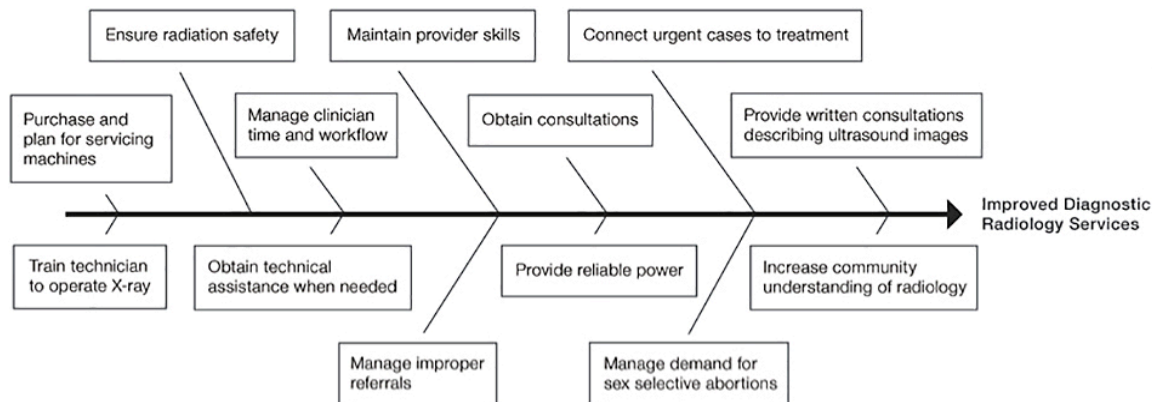 Ensure radiation safety
Maintain provider skills
Connect urgent cases to treatment
Purchase and
plan for servicing
machines
Manage clinician
time and workflow
Obtain consultations
Provide written consultations
describing ultrasound images
Improved Diagnostic
Radiology Services
Train technician
to operate X-ray
Obtain technical
assistance when needed
Provide reliable power
Increase community
understanding of radiology
Manage improper
referrals
Manage demand for
sex selective abortions